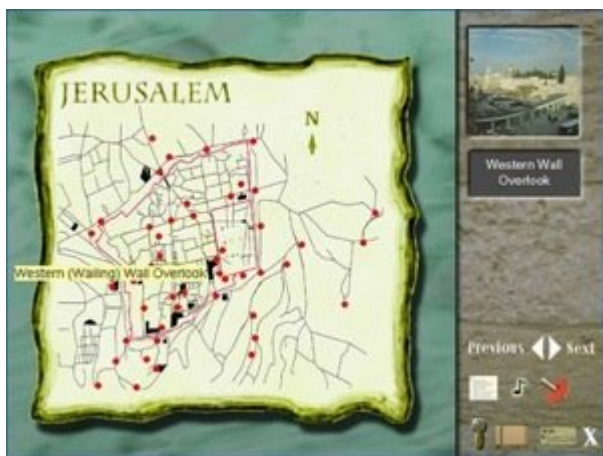 JERUSALEM
N
Western (Wailing) Wall Overlook
Western Wall
Overlook
Previous
Next
X